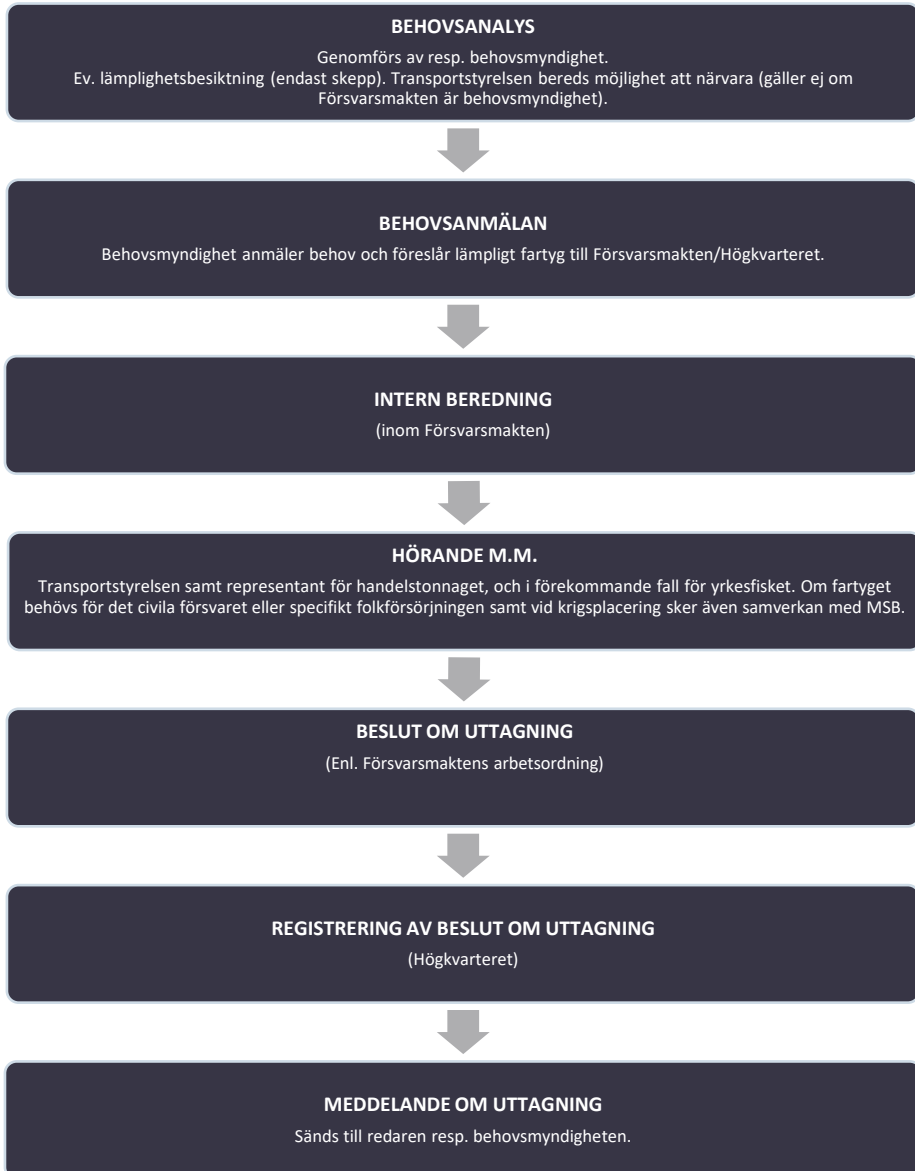 BEHOVSANALYS
Genomförs av resp. behovsmyndighet.
Ev. lämplighetsbesiktning (endast skepp). Transportstyrelsen bereds möjlighet att närvara (gäller ej om
Försvarsmakten är behovsmyndighet).
BEHOVSANMÄLAN
Behovsmyndighet anmäler behov och föreslår lämpligt fartyg till Försvarsmakten/Högkvarteret.
INTERN BEREDNING
(inom Försvarsmakten)
HÖRANDE M.M.
Transportstyrelsen samt representant för handelstonnaget, och i förekommande fall för yrkesfisket. Om fartyget
behövs för det civila försvaret eller specifikt folkförsörjningen samt vid krigsplacering sker även samverkan med MSB.
BESLUT OM UTTAGNING
(Enl. Försvarsmaktens arbetsordning)
REGISTRERING AV BESLUT OM UTTAGNING
(Högkvarteret)
MEDDELANDE OM UTTAGNING
Sänds till redaren resp. behovsmyndigheten.